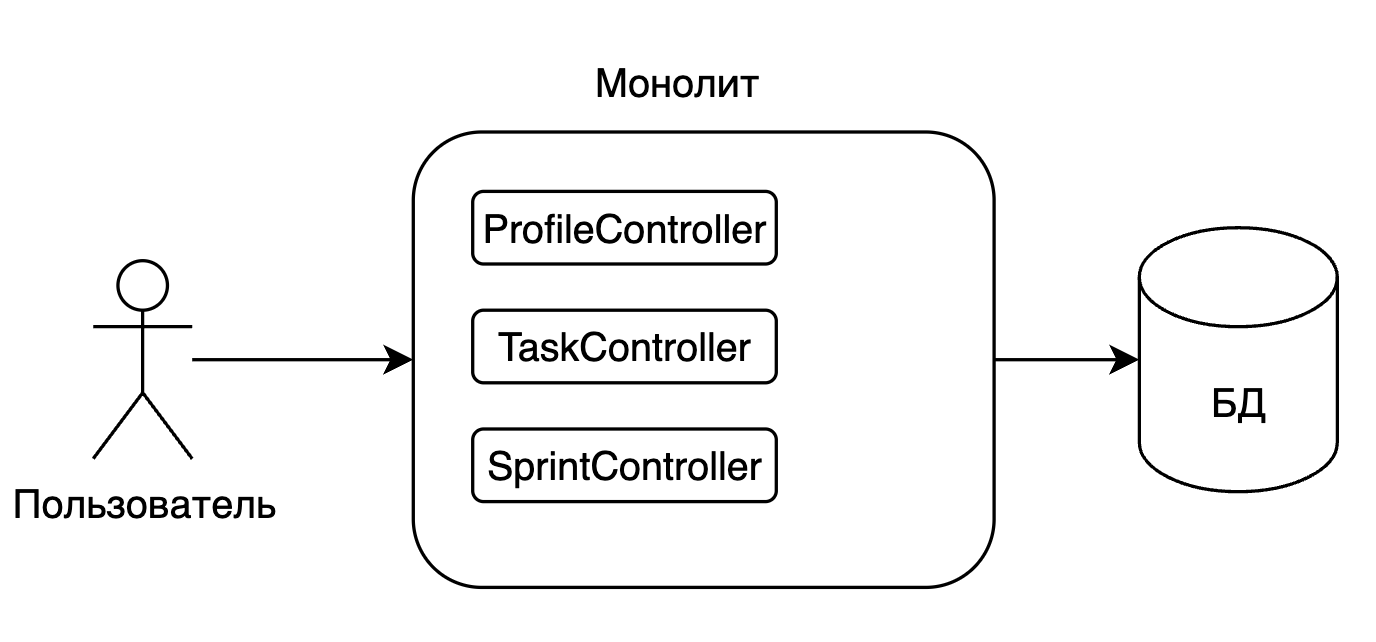 Монолит
ProfileController
TaskController
SprintController
БД
Пользователь